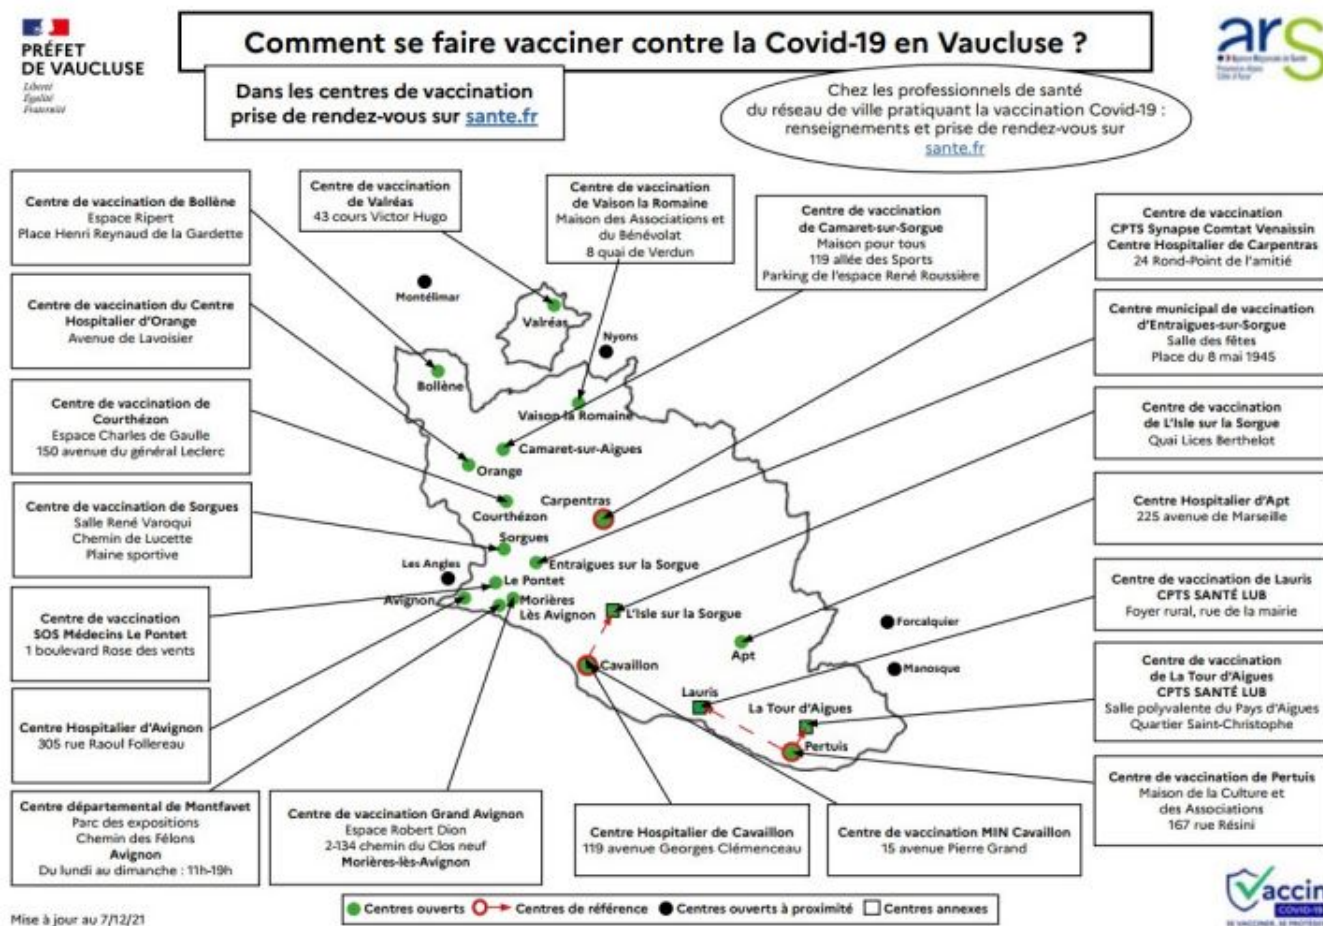 PRÉFET
DE VAUCLUSE
Liberté
Égalité
Fraternité
Comment se faire vacciner contre la Covid-19 en Vaucluse ?
ars
Dans les centres de vaccination
prise de rendez-vous sur sante.fr
Chez les professionnels de santé
du réseau de ville pratiquant la vaccination Covid-19 :
renseignements et prise de rendez-vous sur
sante.fr
Centre de vaccination de Bollène
Espace Ripert
Place Henri Reynaud de la Gardette
Centre de vaccination
de Valréas
43 cours Victor Hugo
Centre de vaccination
de Vaison la Romaine
Maison des Associations et
du Bénévolat
8 quai de Verdun
Centre de vaccination
de Camaret-sur-Sorgue
Maison pour tous
119 allée des Sports
Parking de l'espace René Roussière
Centre de vaccination
CPTS Synapse Comtat Venaissin
Centre Hospitalier de Carpentras
24 Rond-Point de l'amitié
Centre de vaccination du Centre
Hospitalier d'Orange
Avenue de Lavoisier
Centre municipal de vaccination
d'Entraigues-sur-Sorgue
Salle des fêtes
Place du 8 mai 1945
Centre de vaccination de
Courthézon
Espace Charles de Gaulle
150 avenue du général Leclerc
Centre de vaccination
de L'Isle sur la Sorgue
Quai Lices Berthelot
Centre de vaccination de Sorgues
Salle René Varoqui
Chemin de Lucette
Plaine sportive
Centre Hospitalier d'Apt
225 avenue de Marseille
Centre de vaccination
SOS Médecins Le Pontet
1 boulevard Rose des vents
Centre de vaccination de Lauris
CPTS SANTÉ LUB
Foyer rural, rue de la mairie
Centre Hospitalier d'Avignon
305 rue Raoul Follereau
Centre de vaccination
de La Tour d'Aigues
CPTS SANTÉ LUB
Salle polyvalente du Pays d'Aigues
Quartier Saint-Christophe
Montélimar
Valréas
Nyons
Bollène
Vaison la Romaine
Camaret-sur-Aigues
Orange
Carpentras
Courthézon
Sorgues
Les Angles
Entraigues sur la Sorgue
Le Pontet
Avignon
Morières
Lès Avignon
L'Isle sur la Sorgue
Forcalquier
Apt
Cavaillon
Manosque
Lauris
La Tour d'Aigues
Pertuis
Centre départemental de Montfavet
Parc des expositions
Chemin des Félons
Avignon
Du lundi au dimanche : 11h-19h
Centre de vaccination Grand Avignon
Espace Robert Dion
2-134 chemin du Clos neuf
Morières-lès-Avignon
Centre Hospitalier de Cavaillon
119 avenue Georges Clémenceau
Centre de vaccination MIN Cavaillon
15 avenue Pierre Grand
Centre de vaccination de Pertuis
Maison de la Culture et
des Associations
167 rue Résini
Centres ouverts
Centres de référence
Centres ouverts à proximité
Centres annexes
Mise à jour au 7/12/21
Vaccin
COVID-19